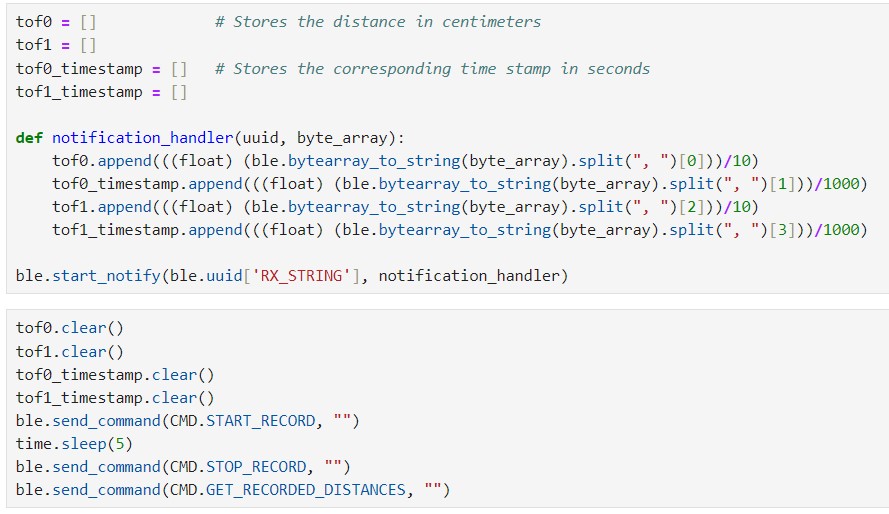 tof0 = []             # Stores the distance in centimeters
tof1 = []
tof0_timestamp = []   # Stores the corresponding time stamp in seconds
tof1_timestamp = []

def notification_handler(uuid, byte_array):
    tof0.append(((float) (ble.bytearray_to_string(byte_array).split(", ")[0]))/10)
    tof0_timestamp.append(((float) (ble.bytearray_to_string(byte_array).split(", ")[1]))/1000)
    tof1.append(((float) (ble.bytearray_to_string(byte_array).split(", ")[2]))/10)
    tof1_timestamp.append(((float) (ble.bytearray_to_string(byte_array).split(", ")[3]))/1000)

ble.start_notify(ble.uuid['RX_STRING'], notification_handler)

tof0.clear()
tof1.clear()
tof0_timestamp.clear()
tof1_timestamp.clear()
ble.send_command(CMD.START_RECORD, "")
time.sleep(5)
ble.send_command(CMD.STOP_RECORD, "")
ble.send_command(CMD.GET_RECORDED_DISTANCES, "")